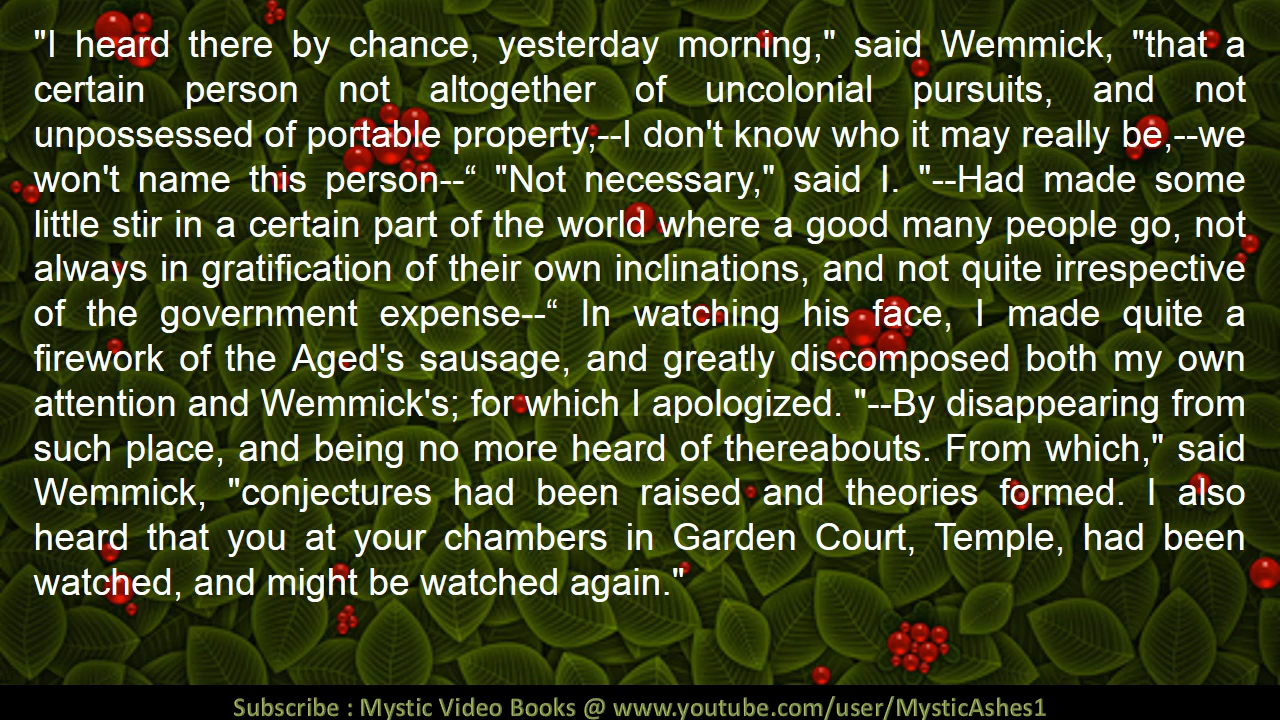 "I heard there by chance, yesterday morning," said Wemmick, "that a
certain person not altogether of uncolonial pursuits, and not
unpossessed of portable property,--I don't know who it may really be,--we
won't name this person--“ "Not necessary," said I. "--Had made some
little stir in a certain part of the world where a good many people go, not
always in gratification of their own inclinations, and not quite irrespective
of the government expense--“ In watching his face, I made quite a
firework of the Aged's sausage, and greatly discomposed both my own
attention and Wemmick's; for which I apologized. "--By disappearing from
such place, and being no more heard of thereabouts. From which," said
Wemmick, "conjectures had been raised and theories formed. I also
heard that you at your chambers in Garden Court, Temple, had been
watched, and might be watched again."
Subscribe : Mystic Video Books @ www.youtube.com/user/MysticAshes1